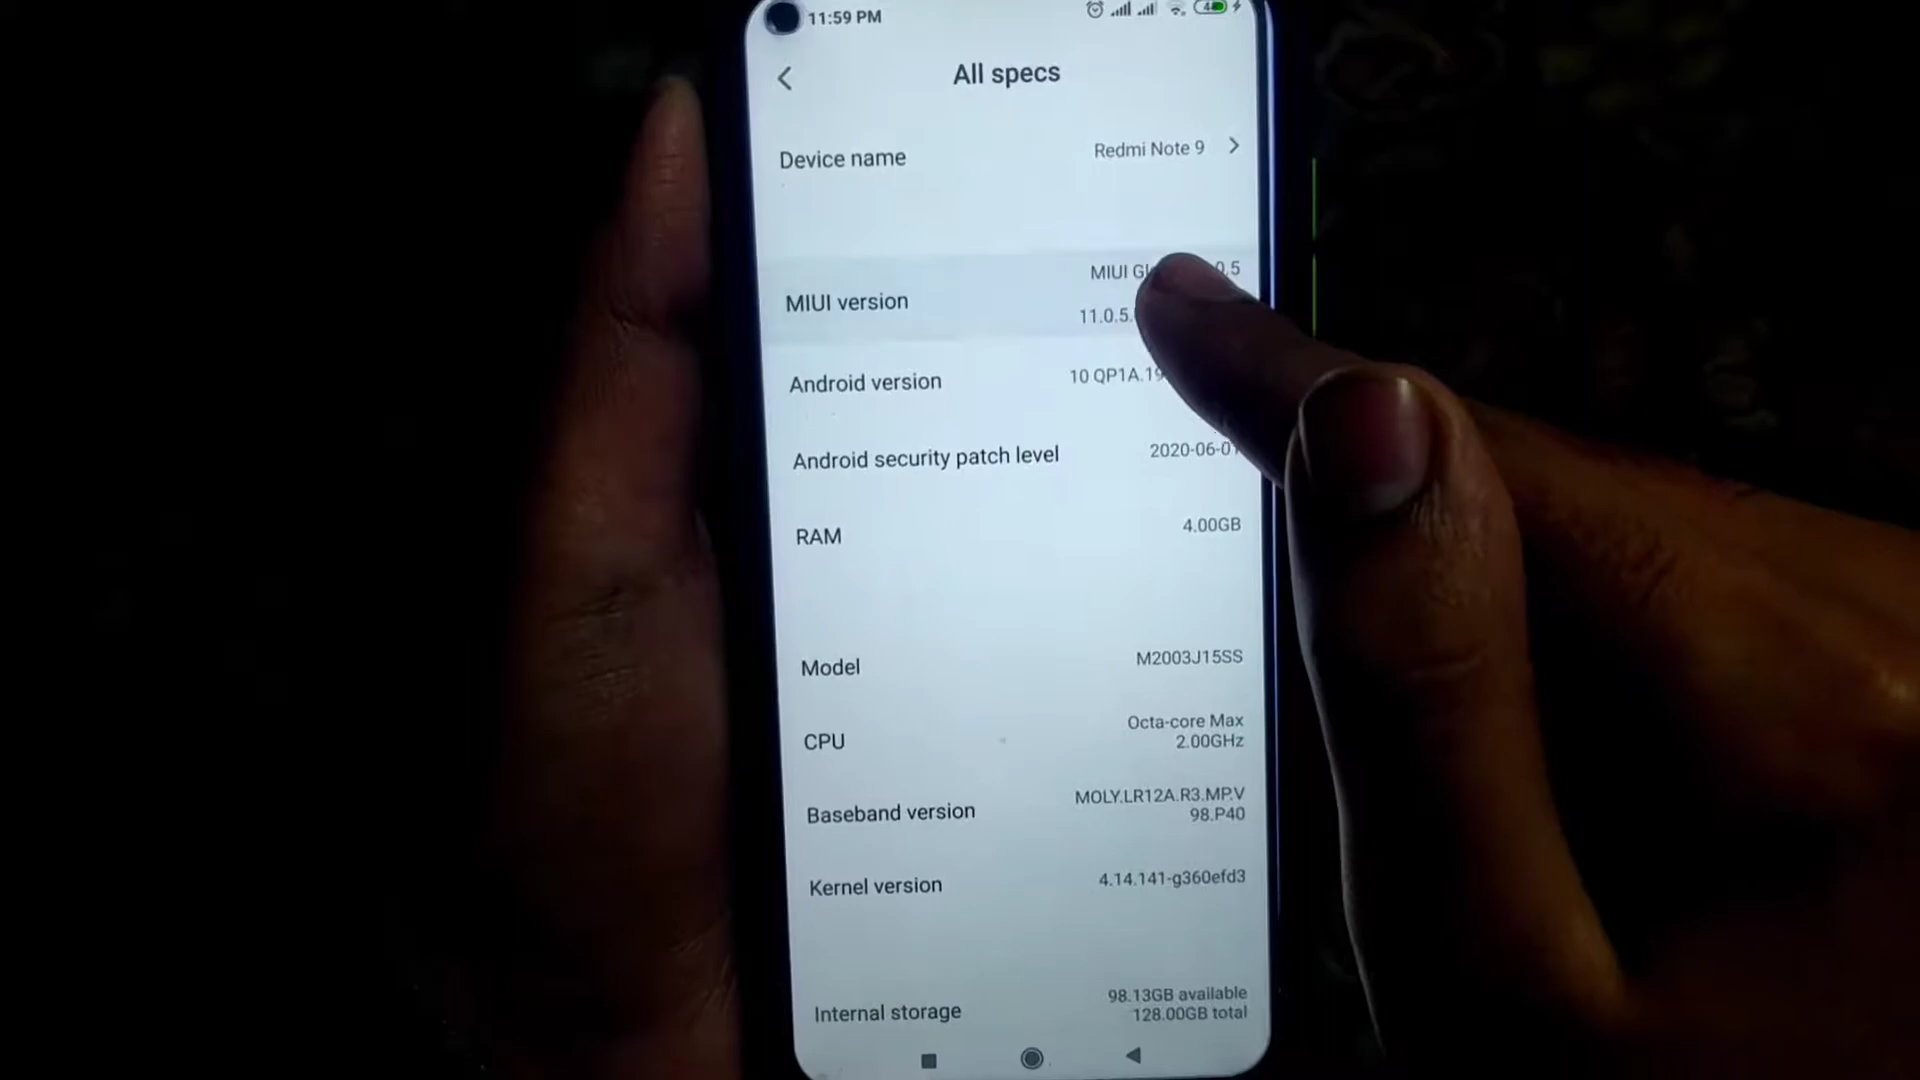 11:59 PM
All specs
Device name
Redmi Note 9
MIUI
MIUI version
11.0.5.
Android version
10 QP1A.19
Android security patch level
2020-06-0
RAM
4.00GB
Model
M2003J15SS
CPU
Octa-core Max
2.00GHz
Baseband version
MOLY.LR12A.R3.MP.V
98.P40
Kernel version
4.14.141-g360efd3
Internal storage
98.13GB available
128.00GB total